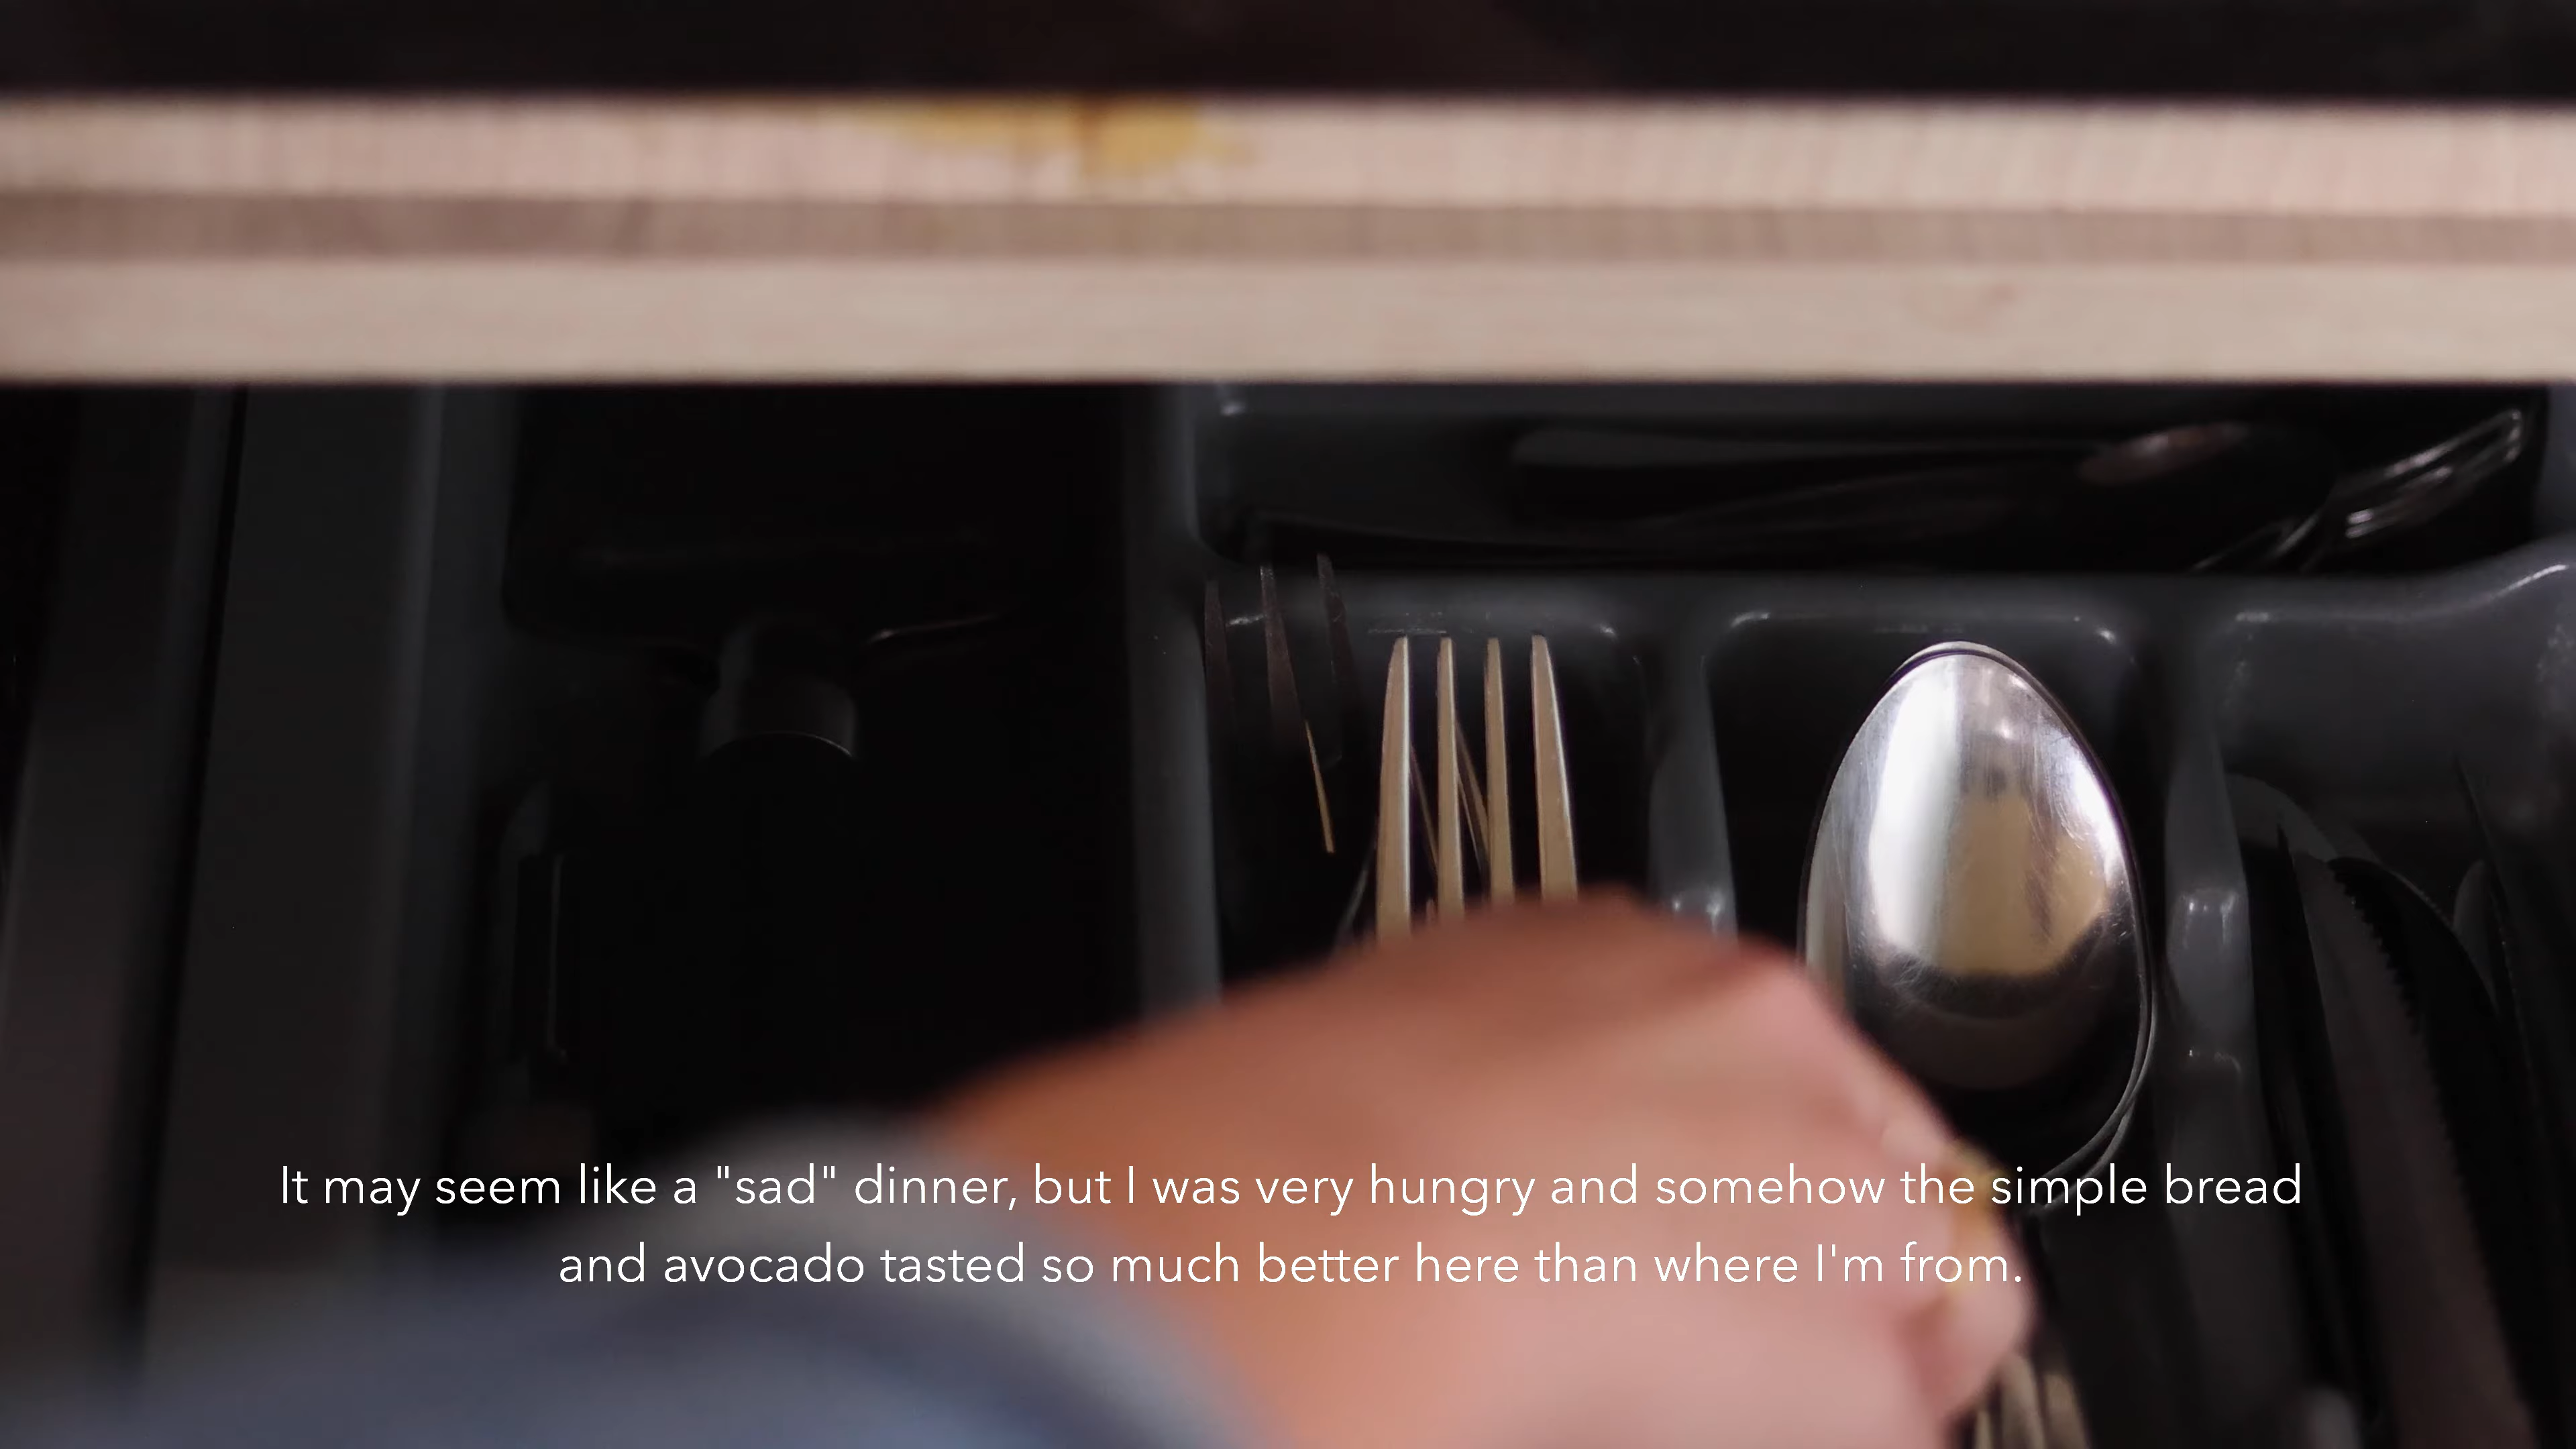 It may seem like a "sad" dinner, but I was very hungry and somehow the simple bread
and avocado tasted so much better here than where I'm from.